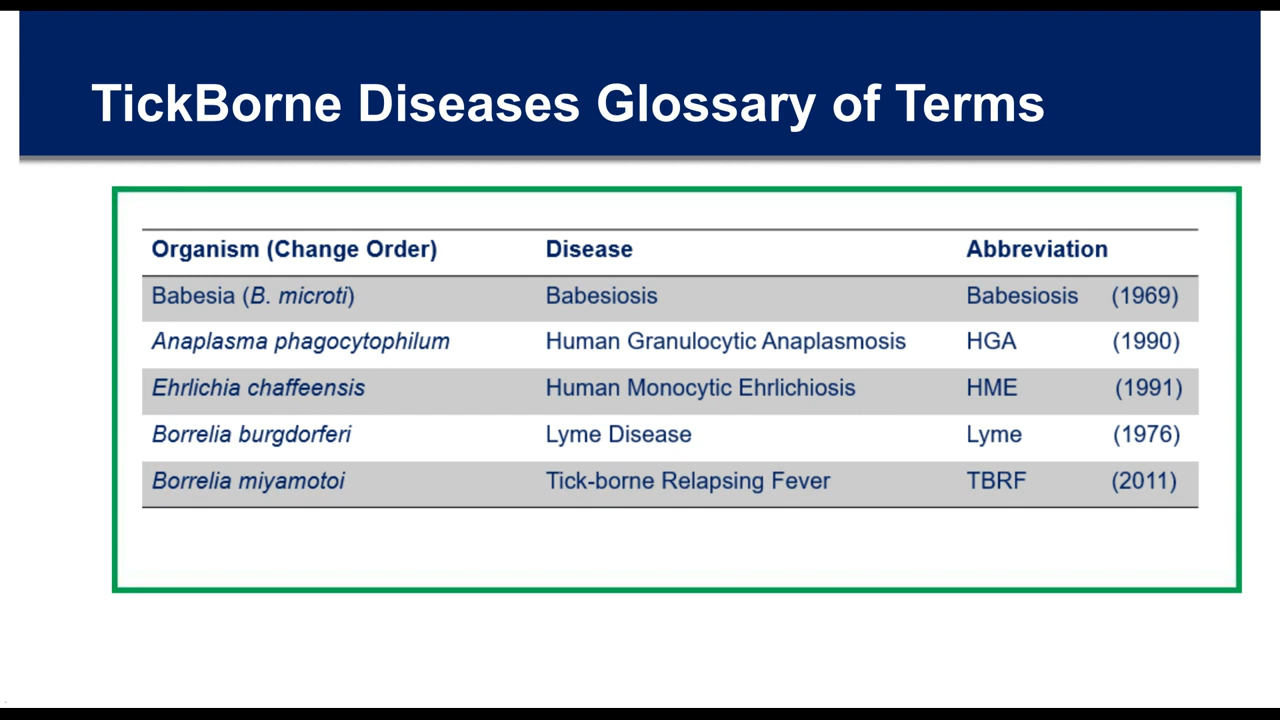 TickBorne Diseases Glossary of Terms
Organism (Change Order) Disease Abbreviation
Babesia (B. microti) Babesiosis Babesiosis (1969)
Anaplasma phagocytophilum Human Granulocytic Anaplasmosis HGA (1990)
Ehrlichia chaffeensis Human Monocytic Ehrlichiosis HME (1991)
Borrelia burgdorferi Lyme Disease Lyme (1976)
Borrelia miyamotoi Tick-borne Relapsing Fever TBRF (2011)